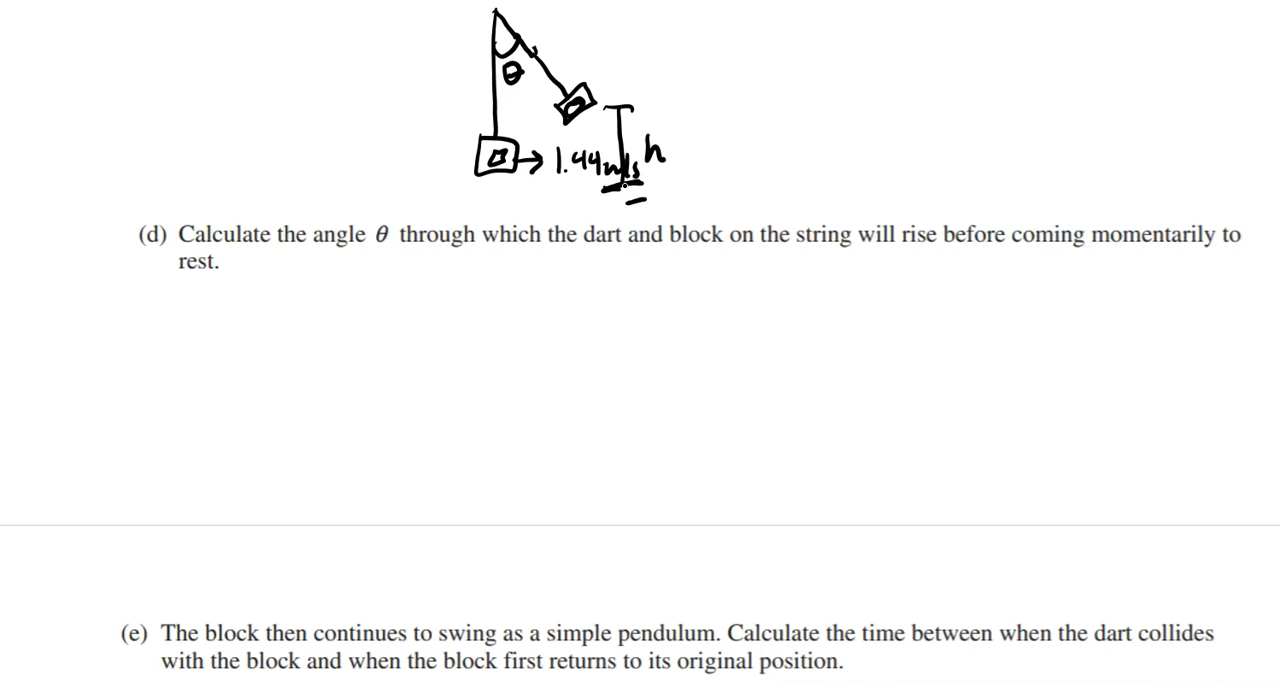 θ
1.44m/s h
(d) Calculate the angle θ through which the dart and block on the string will rise before coming momentarily to
rest.
(e) The block then continues to swing as a simple pendulum. Calculate the time between when the dart collides
with the block and when the block first returns to its original position.